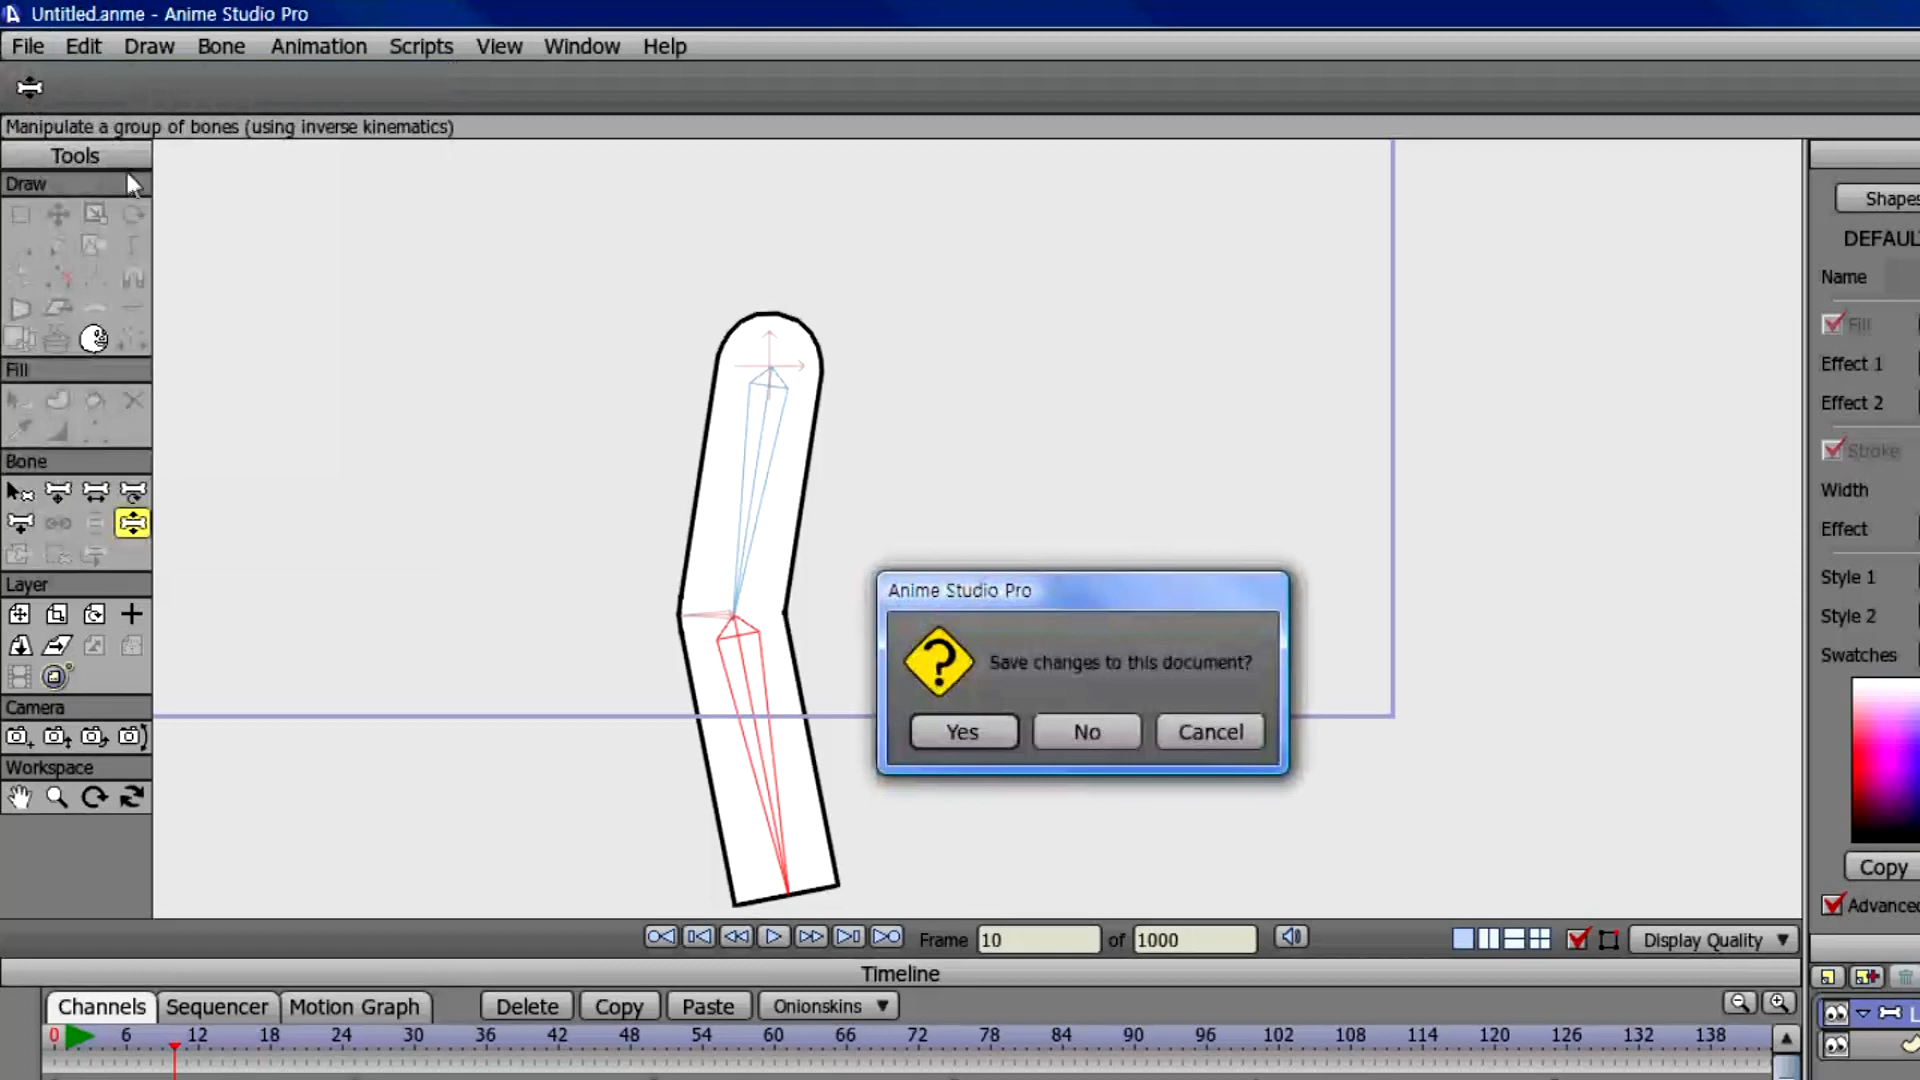 Untitled.anme - Anime Studio Pro
File Edit Draw Bone Animation Scripts View Window Help
Manipulate a group of bones (using inverse kinematics)
Tools
Draw
Fill
Bone
Layer
Camera
Workspace
Anime Studio Pro
Save changes to this document?
Yes No Cancel
Shapes
DEFAUL
Name
Fill
Effect 1
Effect 2
Stroke
Width
Effect
Style 1
Style 2
Swatches
Copy
Advanced
Frame 10 of 1000
Display Quality
Timeline
Channels Sequencer Motion Graph Delete Copy Paste Onionskins
0 6 12 18 24 30 36 42 48 54 60 66 72 78 84 90 96 102 108 114 120 126 132 138
L